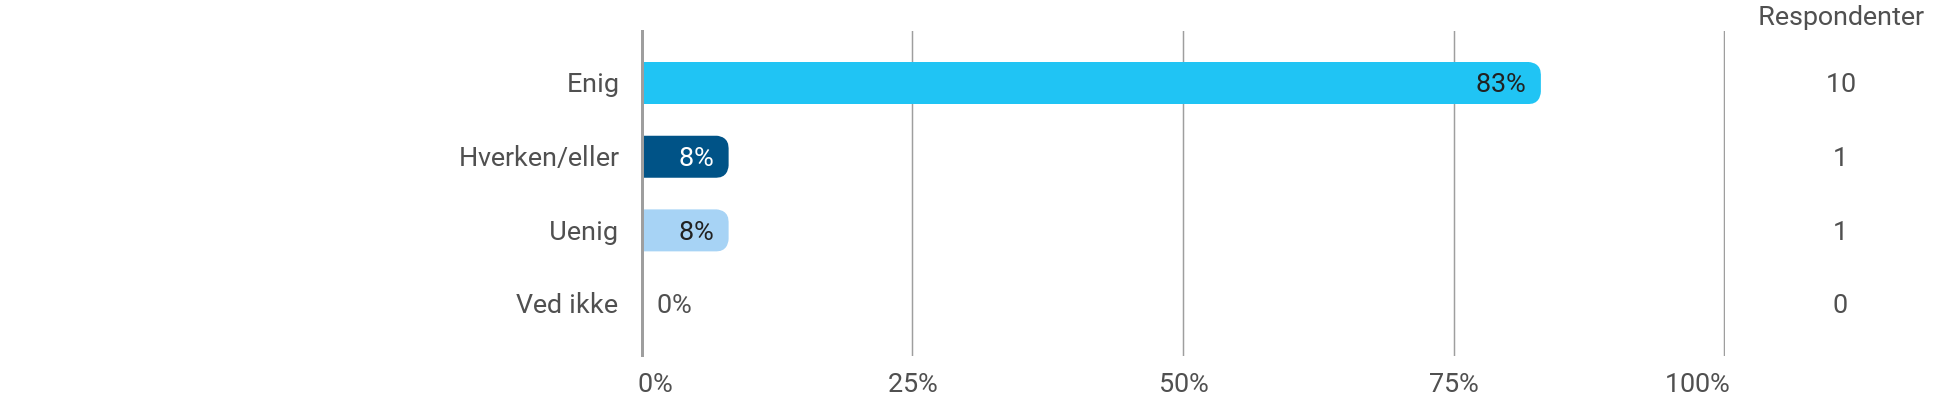 Respondenter
Enig 83% 10
Hverken/eller 8% 1
Uenig 8% 1
Ved ikke 0% 0
0% 25% 50% 75% 100%